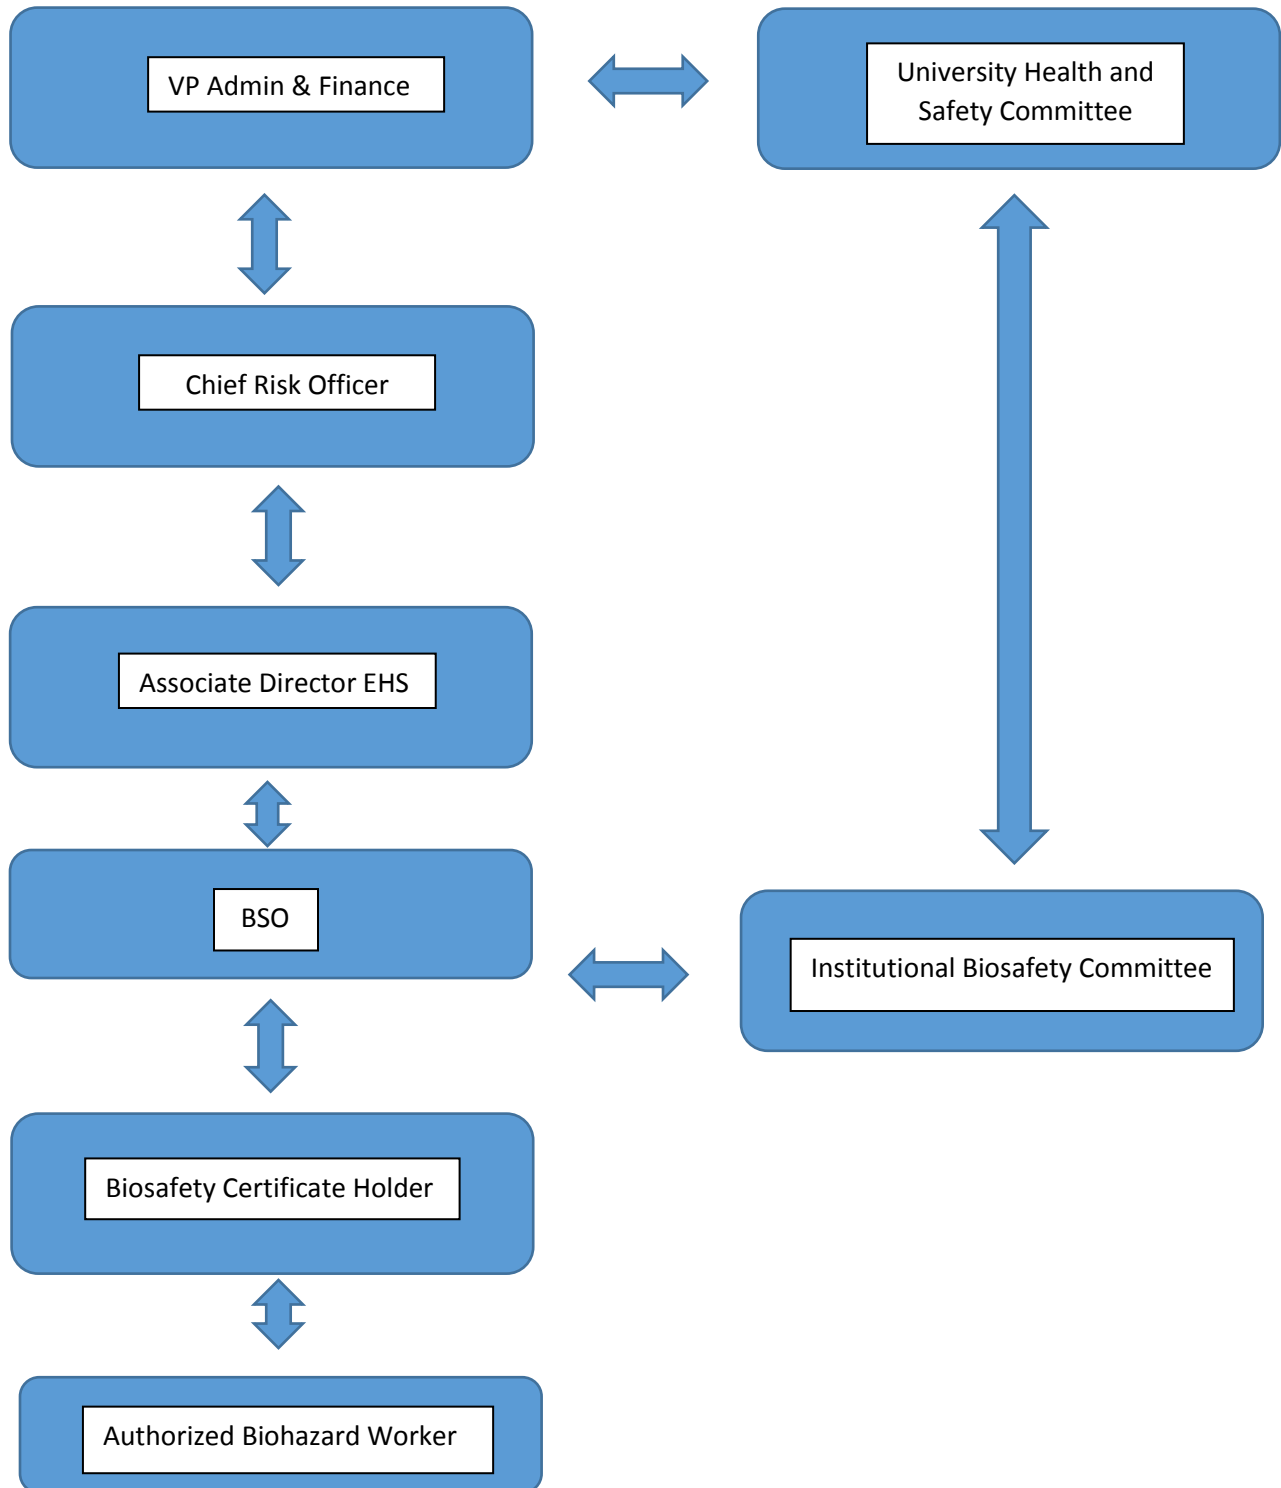 VP Admin & Finance
University Health and
Safety Committee
Chief Risk Officer
Associate Director EHS
BSO
Institutional Biosafety Committee
Biosafety Certificate Holder
Authorized Biohazard Worker